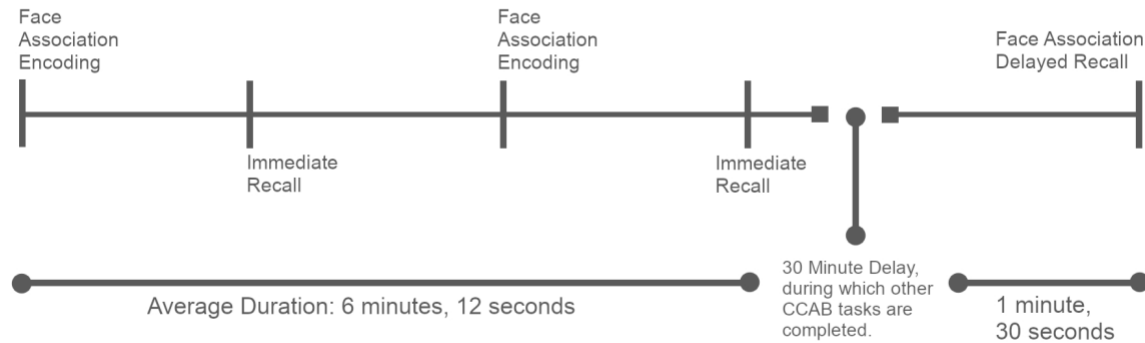 Face
Association
Encoding
Immediate
Recall
Face
Association
Encoding
Immediate
Recall
Face Association
Delayed Recall
Average Duration: 6 minutes, 12 seconds
30 Minute Delay,
during which other
CCAB tasks are
completed.
1 minute,
30 seconds